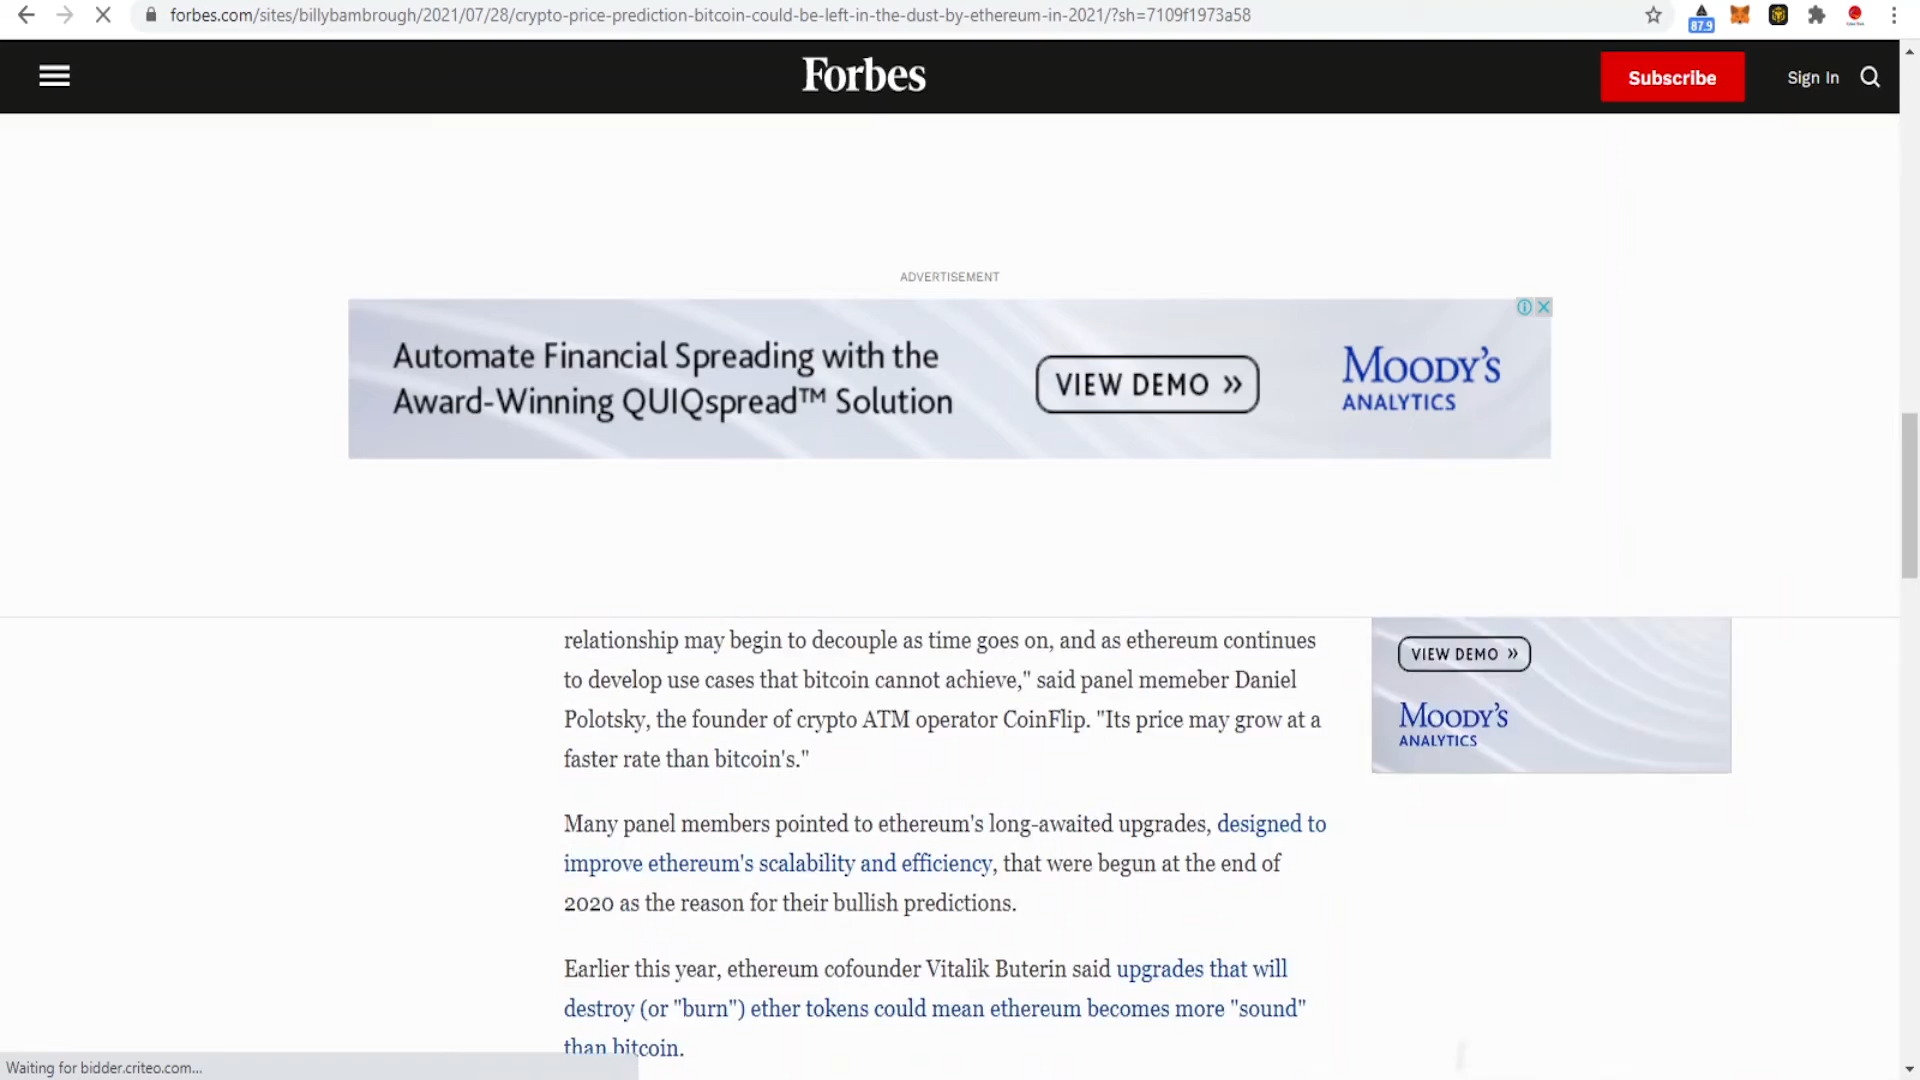 forbes.com/sites/billybambrough/2021/07/28/crypto-price-prediction-bitcoin-could-be-left-in-the-dust-by-ethereum-in-2021/?sh=7109f1973a58
87.9
Forbes
Subscribe
Sign In
ADVERTISEMENT
Automate Financial Spreading with the
Award-Winning QUIQspread™ Solution
VIEW DEMO »
MOODY'S
ANALYTICS
relationship may begin to decouple as time goes on, and as ethereum continues
to develop use cases that bitcoin cannot achieve," said panel memeber Daniel
Polotsky, the founder of crypto ATM operator CoinFlip. "Its price may grow at a
faster rate than bitcoin's."
VIEW DEMO »
MOODY'S
ANALYTICS
Many panel members pointed to ethereum's long-awaited upgrades, designed to
improve ethereum's scalability and efficiency, that were begun at the end of
2020 as the reason for their bullish predictions.
Earlier this year, ethereum cofounder Vitalik Buterin said upgrades that will
destroy (or "burn") ether tokens could mean ethereum becomes more "sound"
than bitcoin.
Waiting for bidder.criteo.com...